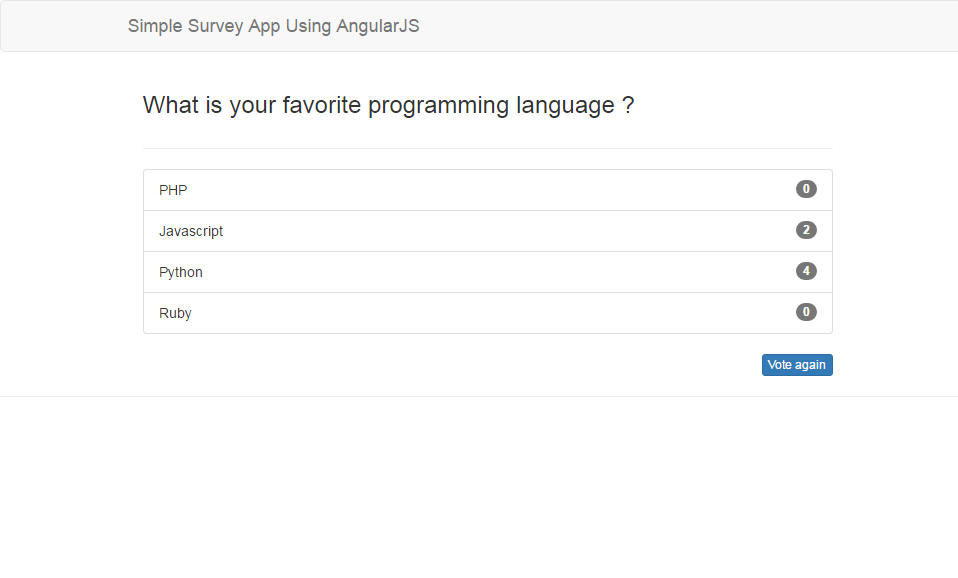 Simple Survey App Using AngularJS
What is your favorite programming language ?
PHP 0
Javascript 2
Python 4
Ruby 0
Vote again